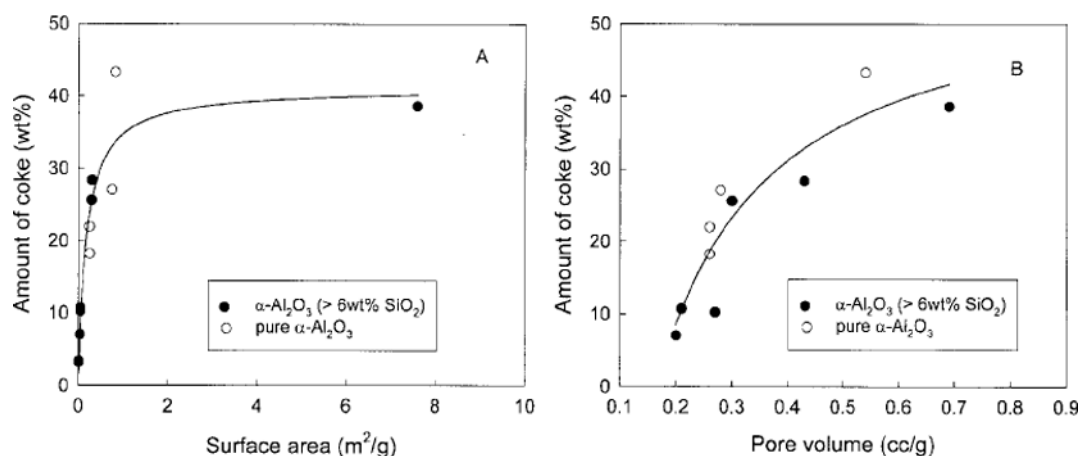 A
Amount of coke (wt%)
50
40
30
20
10
0
● α-Al₂O₃ (> 6wt% SiO₂)
○ pure α-Al₂O₃
0 2 4 6 8 10
Surface area (m²/g)
B
Amount of coke (wt%)
50
40
30
20
10
0
● α-Al₂O₃ (> 6wt% SiO₂)
○ pure α-Al₂O₃
0.1 0.2 0.3 0.4 0.5 0.6 0.7 0.8 0.9
Pore volume (cc/g)